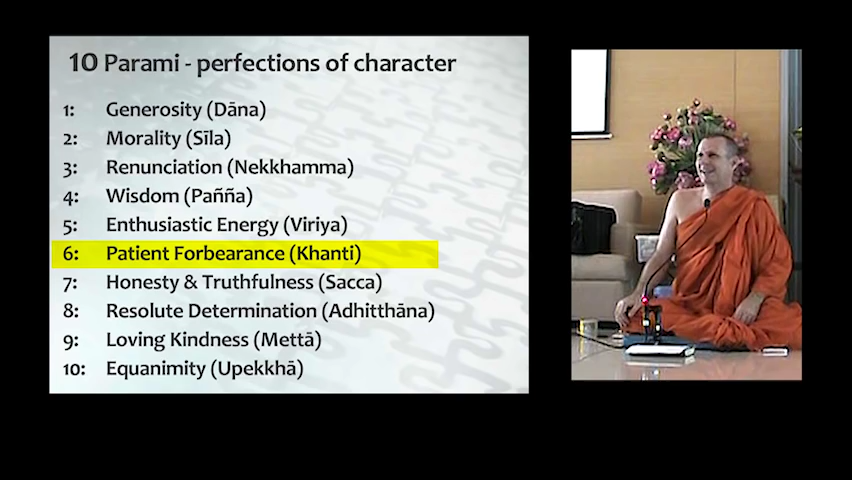 10 Parami - perfections of character
1: Generosity (Dāna)
2: Morality (Sīla)
3: Renunciation (Nekkhamma)
4: Wisdom (Pañña)
5: Enthusiastic Energy (Viriya)
6: Patient Forbearance (Khanti)
7: Honesty & Truthfulness (Sacca)
8: Resolute Determination (Adhitthāna)
9: Loving Kindness (Mettā)
10: Equanimity (Upekkhā)